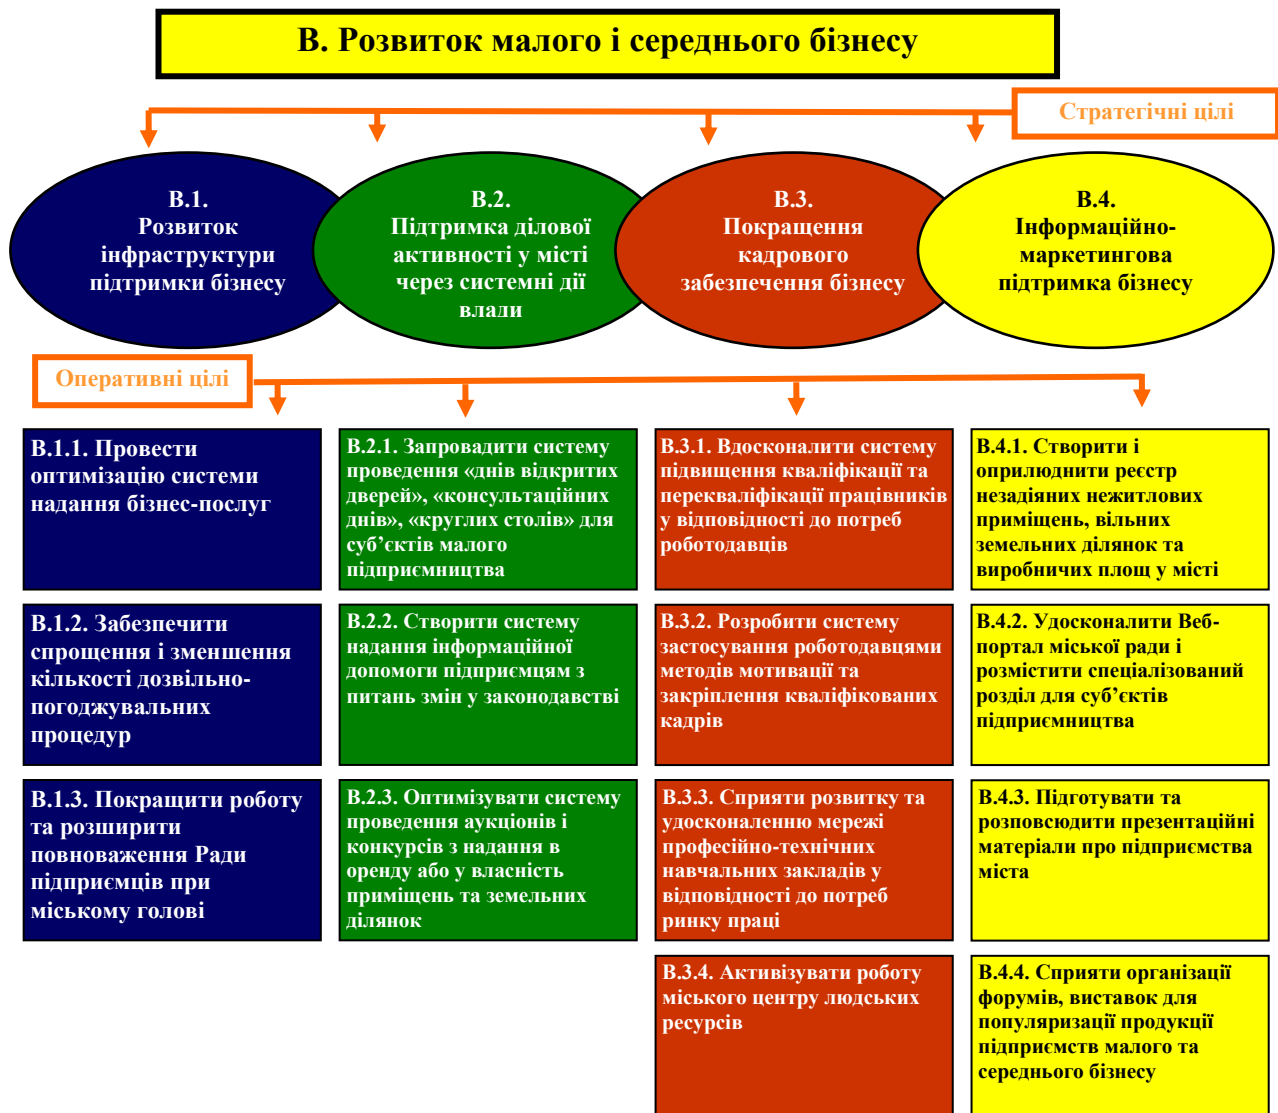 В. Розвиток малого і середнього бізнесу
Стратегічні цілі
В.1.
Розвиток
інфраструктури
підтримки бізнесу
В.2.
Підтримка ділової
активності у місті
через системні дії
влади
В.3.
Покращення
кадрового
забезпечення бізнесу
В.4.
Інформаційно-
маркетингова
підтримка бізнесу
Оперативні цілі
В.1.1. Провести
оптимізацію системи
надання бізнес-послуг
В.2.1. Запровадити систему
проведення «днів відкритих
дверей», «консультаційних
днів», «круглих столів» для
суб’єктів малого
підприємництва
В.3.1. Вдосконалити систему
підвищення кваліфікації та
перекваліфікації працівників
у відповідності до потреб
роботодавців
В.4.1. Створити і
оприлюднити реєстр
незадіяних нежитлових
приміщень, вільних
земельних ділянок та
виробничих площ у місті
В.1.2. Забезпечити
спрощення і зменшення
кількості дозвільно-
погоджувальних
процедур
В.2.2. Створити систему
надання інформаційної
допомоги підприємцям з
питань змін у законодавстві
В.3.2. Розробити систему
застосування роботодавцями
методів мотивації та
закріплення кваліфікованих
кадрів
В.4.2. Удосконалити Веб-
портал міської ради і
розмістити спеціалізований
розділ для суб’єктів
підприємництва
В.1.3. Покращити роботу
та розширити
повноваження Ради
підприємців при
міському голові
В.2.3. Оптимізувати систему
проведення аукціонів і
конкурсів з надання в
оренду або у власність
приміщень та земельних
ділянок
В.3.3. Сприяти розвитку та
удосконаленню мережі
професійно-технічних
навчальних закладів у
відповідності до потреб
ринку праці
В.4.3. Підготувати та
розповсюдити презентаційні
матеріали про підприємства
міста
В.3.4. Активізувати роботу
міського центру людських
ресурсів
В.4.4. Сприяти організації
форумів, виставок для
популяризації продукції
підприємств малого та
середнього бізнесу